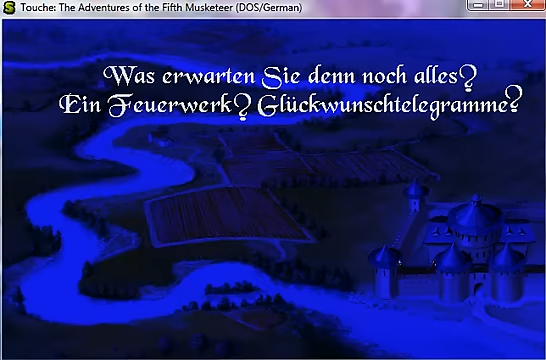 Touche: The Adventures of the Fifth Musketeer (DOS/German)
Was erwarten Sie denn noch alles?
Ein Feuerwerk? Glückwunschtelegramme?